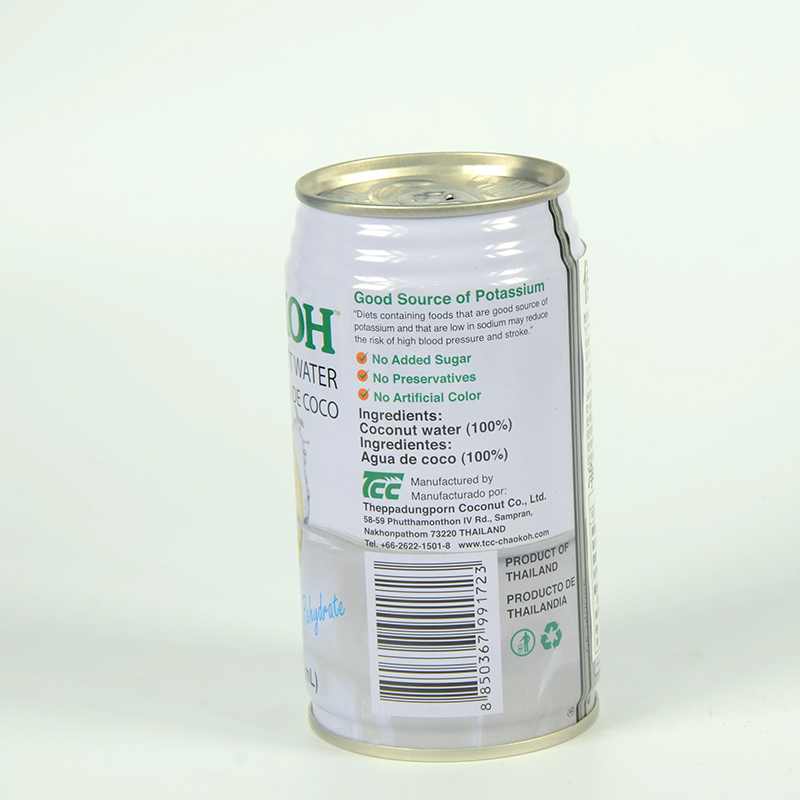 KOH™
T WATER
DE COCO
Rehydrate
mL)
Good Source of Potassium
"Diets containing foods that are good source of
potassium and that are low in sodium may reduce
the risk of high blood pressure and stroke."
No Added Sugar
No Preservatives
No Artificial Color
Ingredients:
Coconut water (100%)
Ingredientes:
Agua de coco (100%)
TCC
Manufactured by
Manufacturado por:
Theppadungporn Coconut Co., Ltd.
58-59 Phutthamonthon IV Rd., Sampran,
Nakhonpathom 73220 THAILAND
Tel. +66-2622-1501-8 www.tcc-chaokoh.com
8 850367 991723
PRODUCT OF
THAILAND
PRODUCTO DE
THAILANDIA